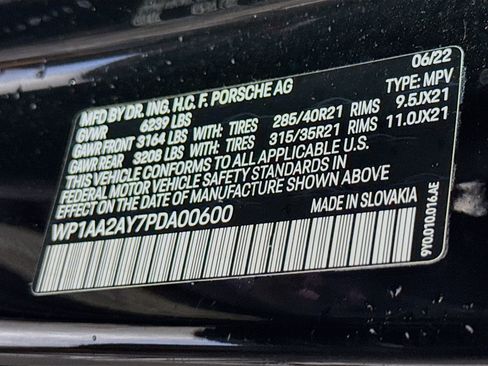 MFD BY DR. ING. H.C. F. PORSCHE AG 06/22
GVWR 6239 LBS TYPE: MPV
GAWR FRONT 3164 LBS WITH: TIRES 285/40R21 RIMS 9.5JX21
GAWR REAR 3208 LBS WITH: TIRES 315/35R21 RIMS 11.0JX21
THIS VEHICLE CONFORMS TO ALL APPLICABLE U.S.
FEDERAL MOTOR VEHICLE SAFETY STANDARDS IN
EFFECT ON THE DATE OF MANUFACTURE SHOWN ABOVE.
WP1AA2AY7PDA00600 MADE IN SLOVAKIA
9Y0.010.016.AE